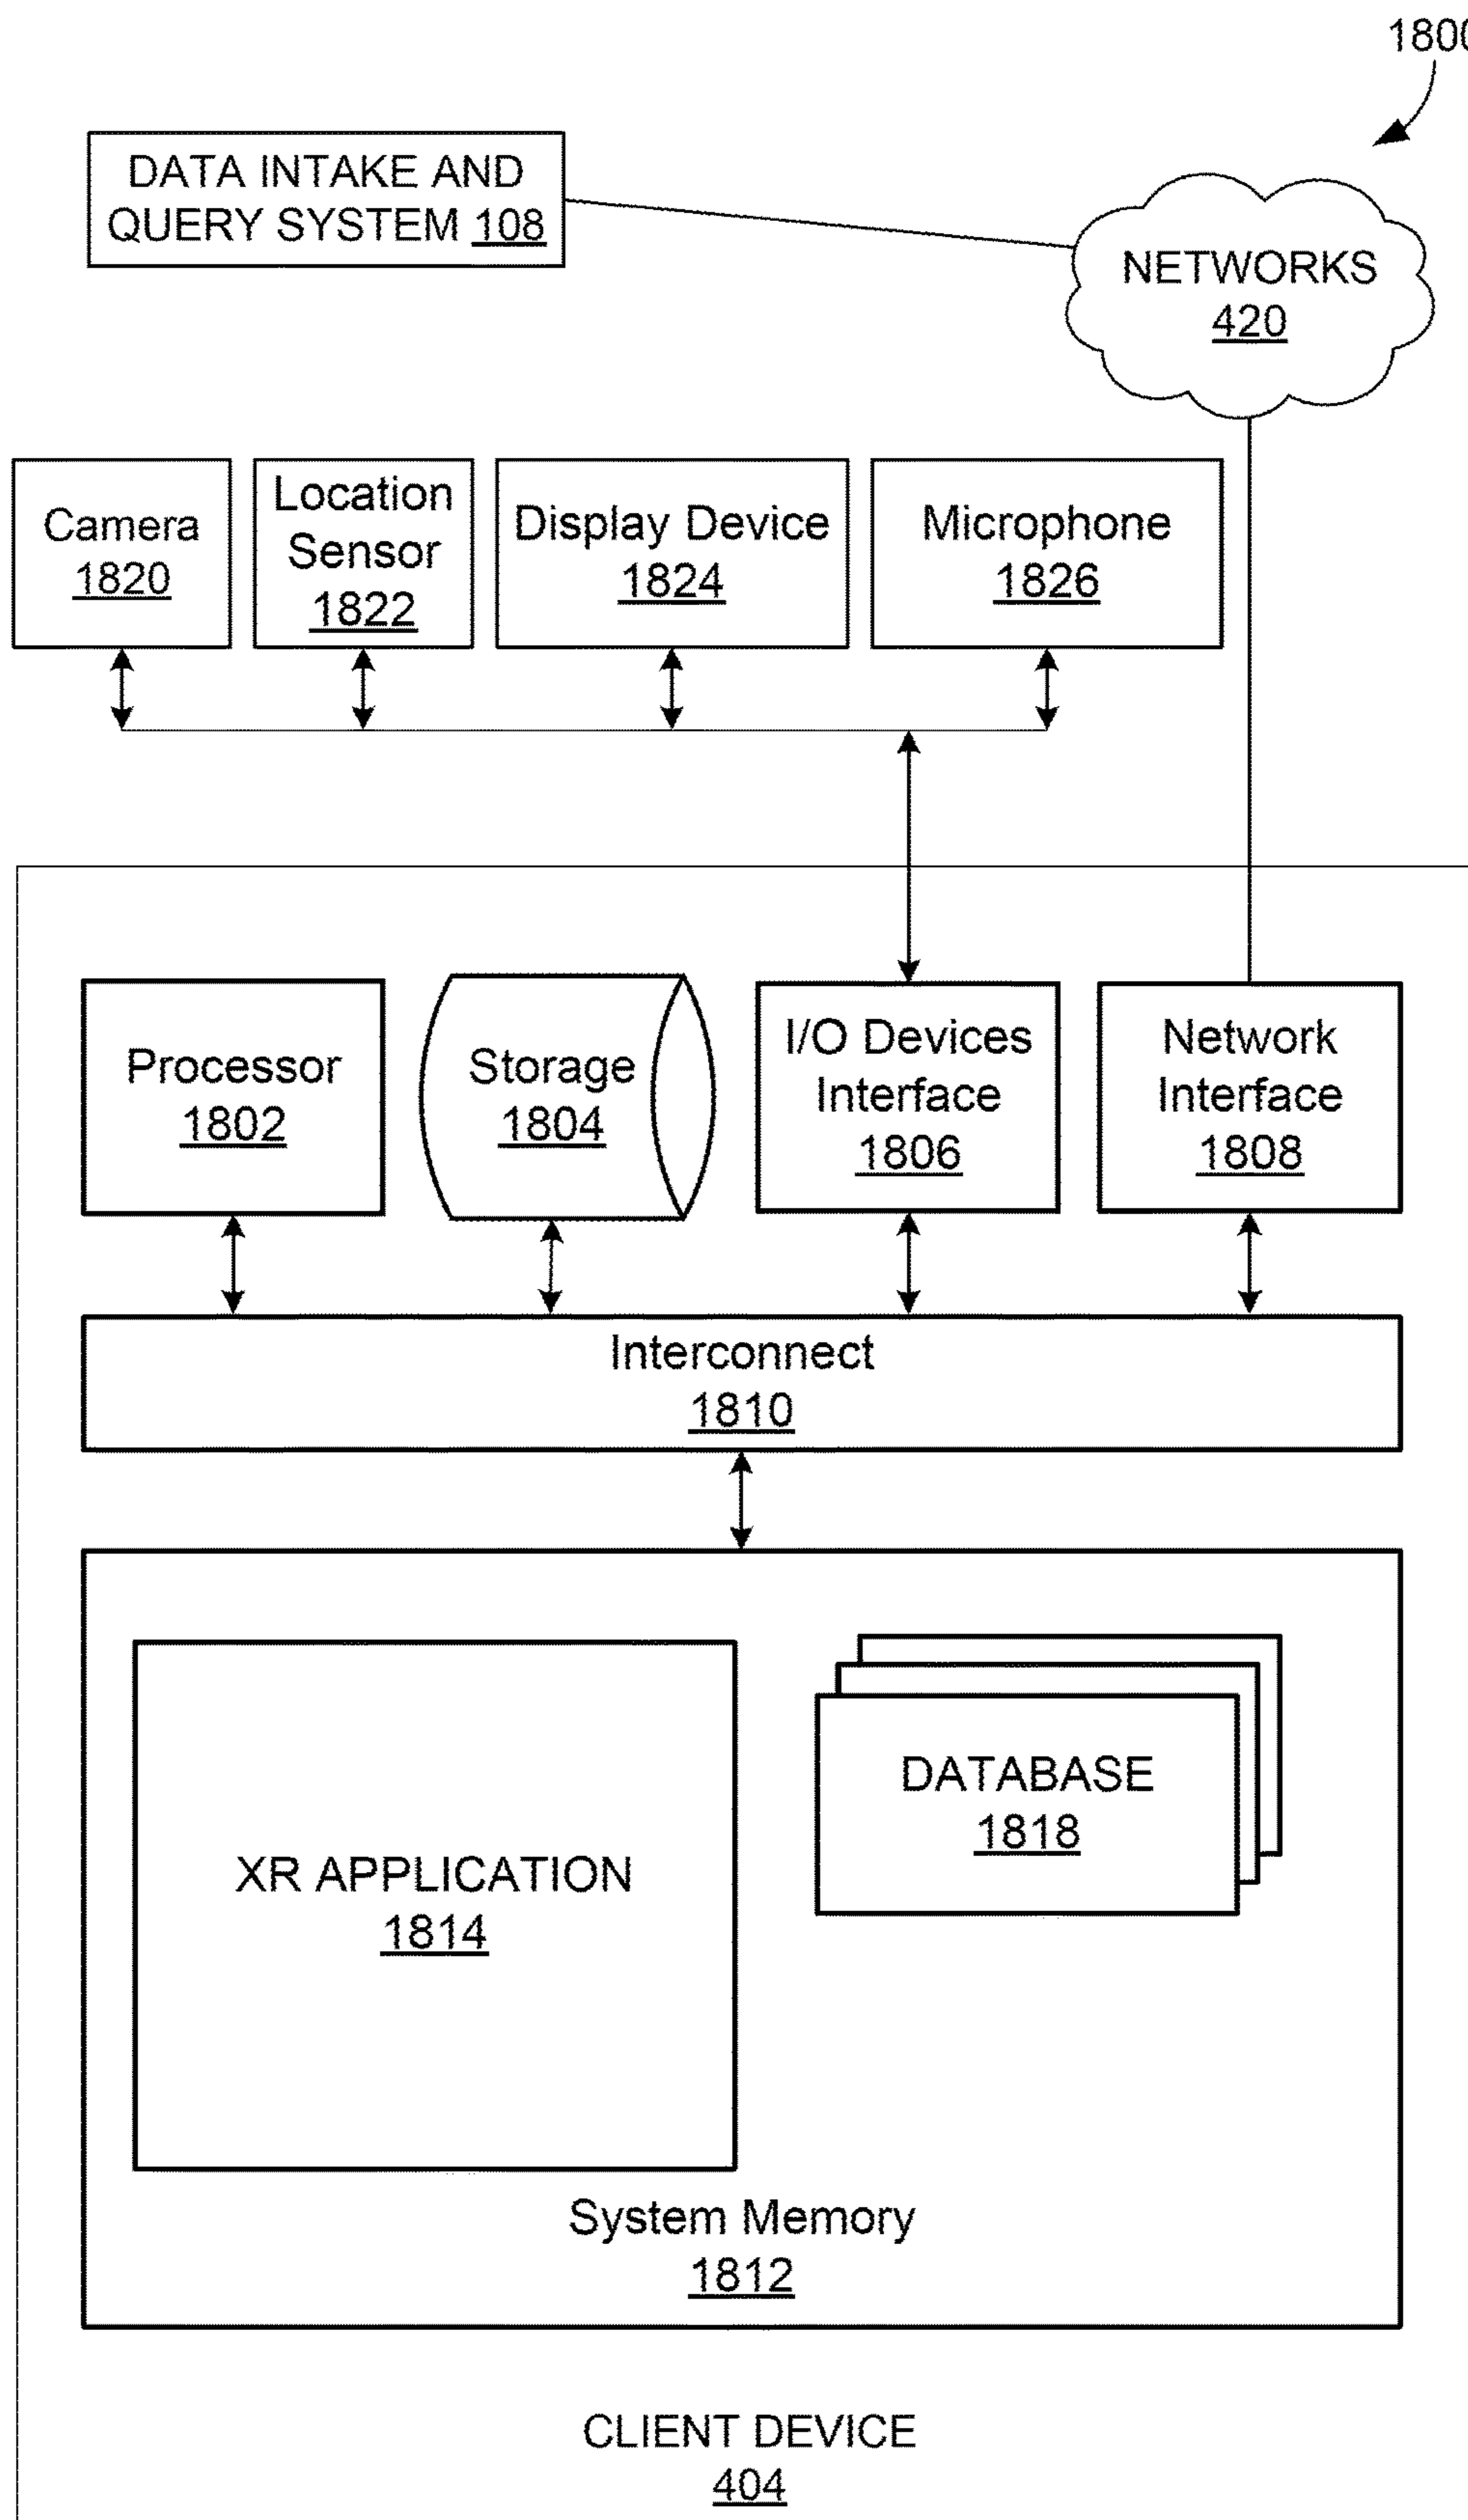 1800
DATA INTAKE AND
QUERY SYSTEM 108
NETWORKS
420
Camera
1820
Location
Sensor
1822
Display Device
1824
Microphone
1826
Processor
1802
Storage
1804
I/O Devices
Interface
1806
Network
Interface
1808
Interconnect
1810
XR APPLICATION
1814
DATABASE
1818
System Memory
1812
CLIENT DEVICE
404